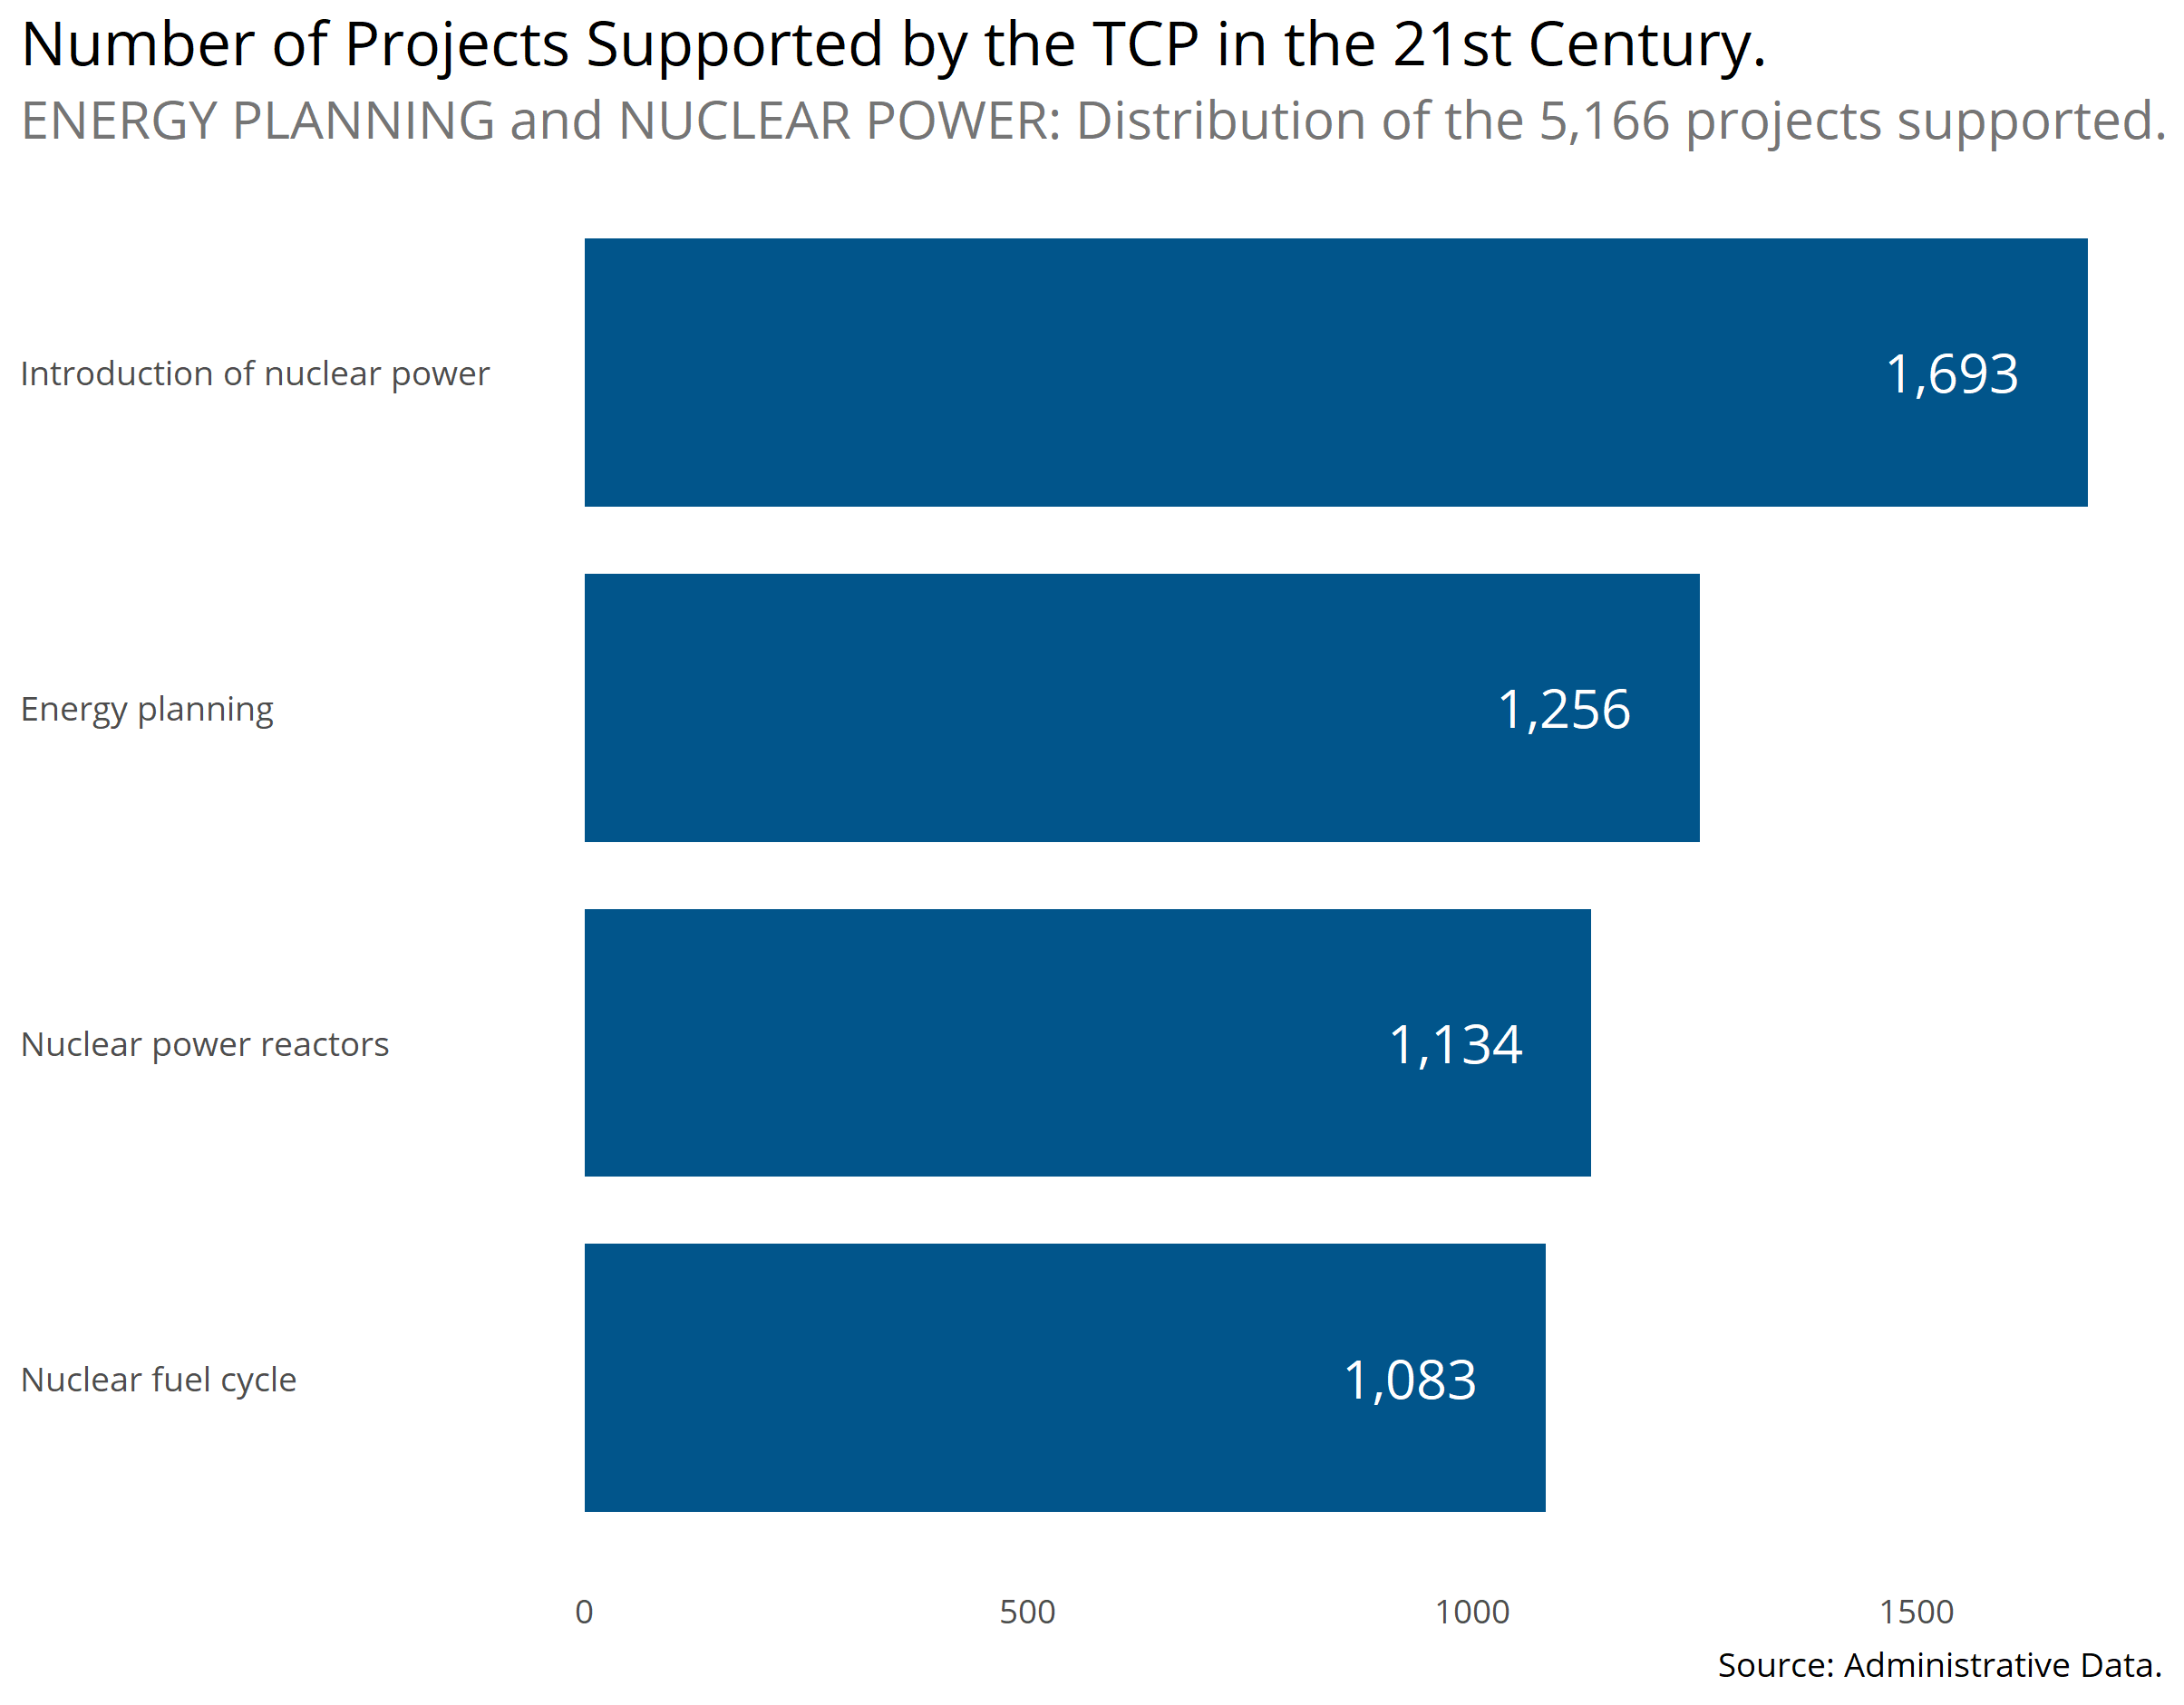 Number of Projects Supported by the TCP in the 21st Century.
ENERGY PLANNING and NUCLEAR POWER: Distribution of the 5,166 projects supported.
Introduction of nuclear power
1,693
Energy planning
1,256
Nuclear power reactors
1,134
Nuclear fuel cycle
1,083
0 500 1000 1500
Source: Administrative Data.